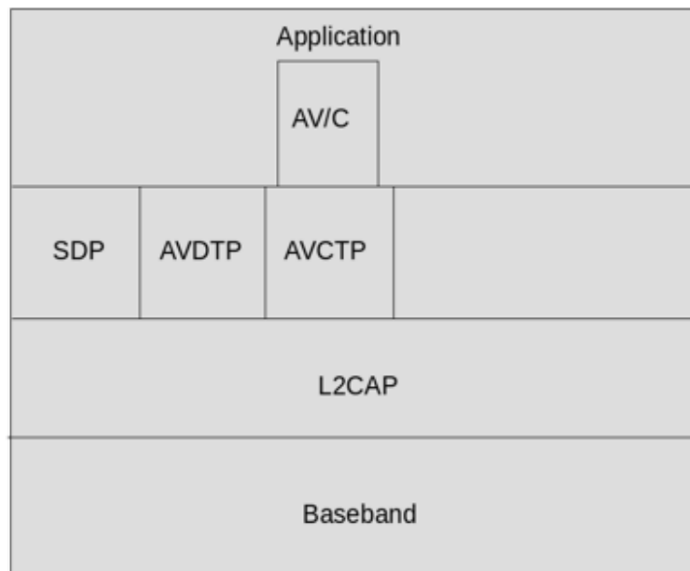 Application
AV/C
SDP AVDTP AVCTP
L2CAP
Baseband